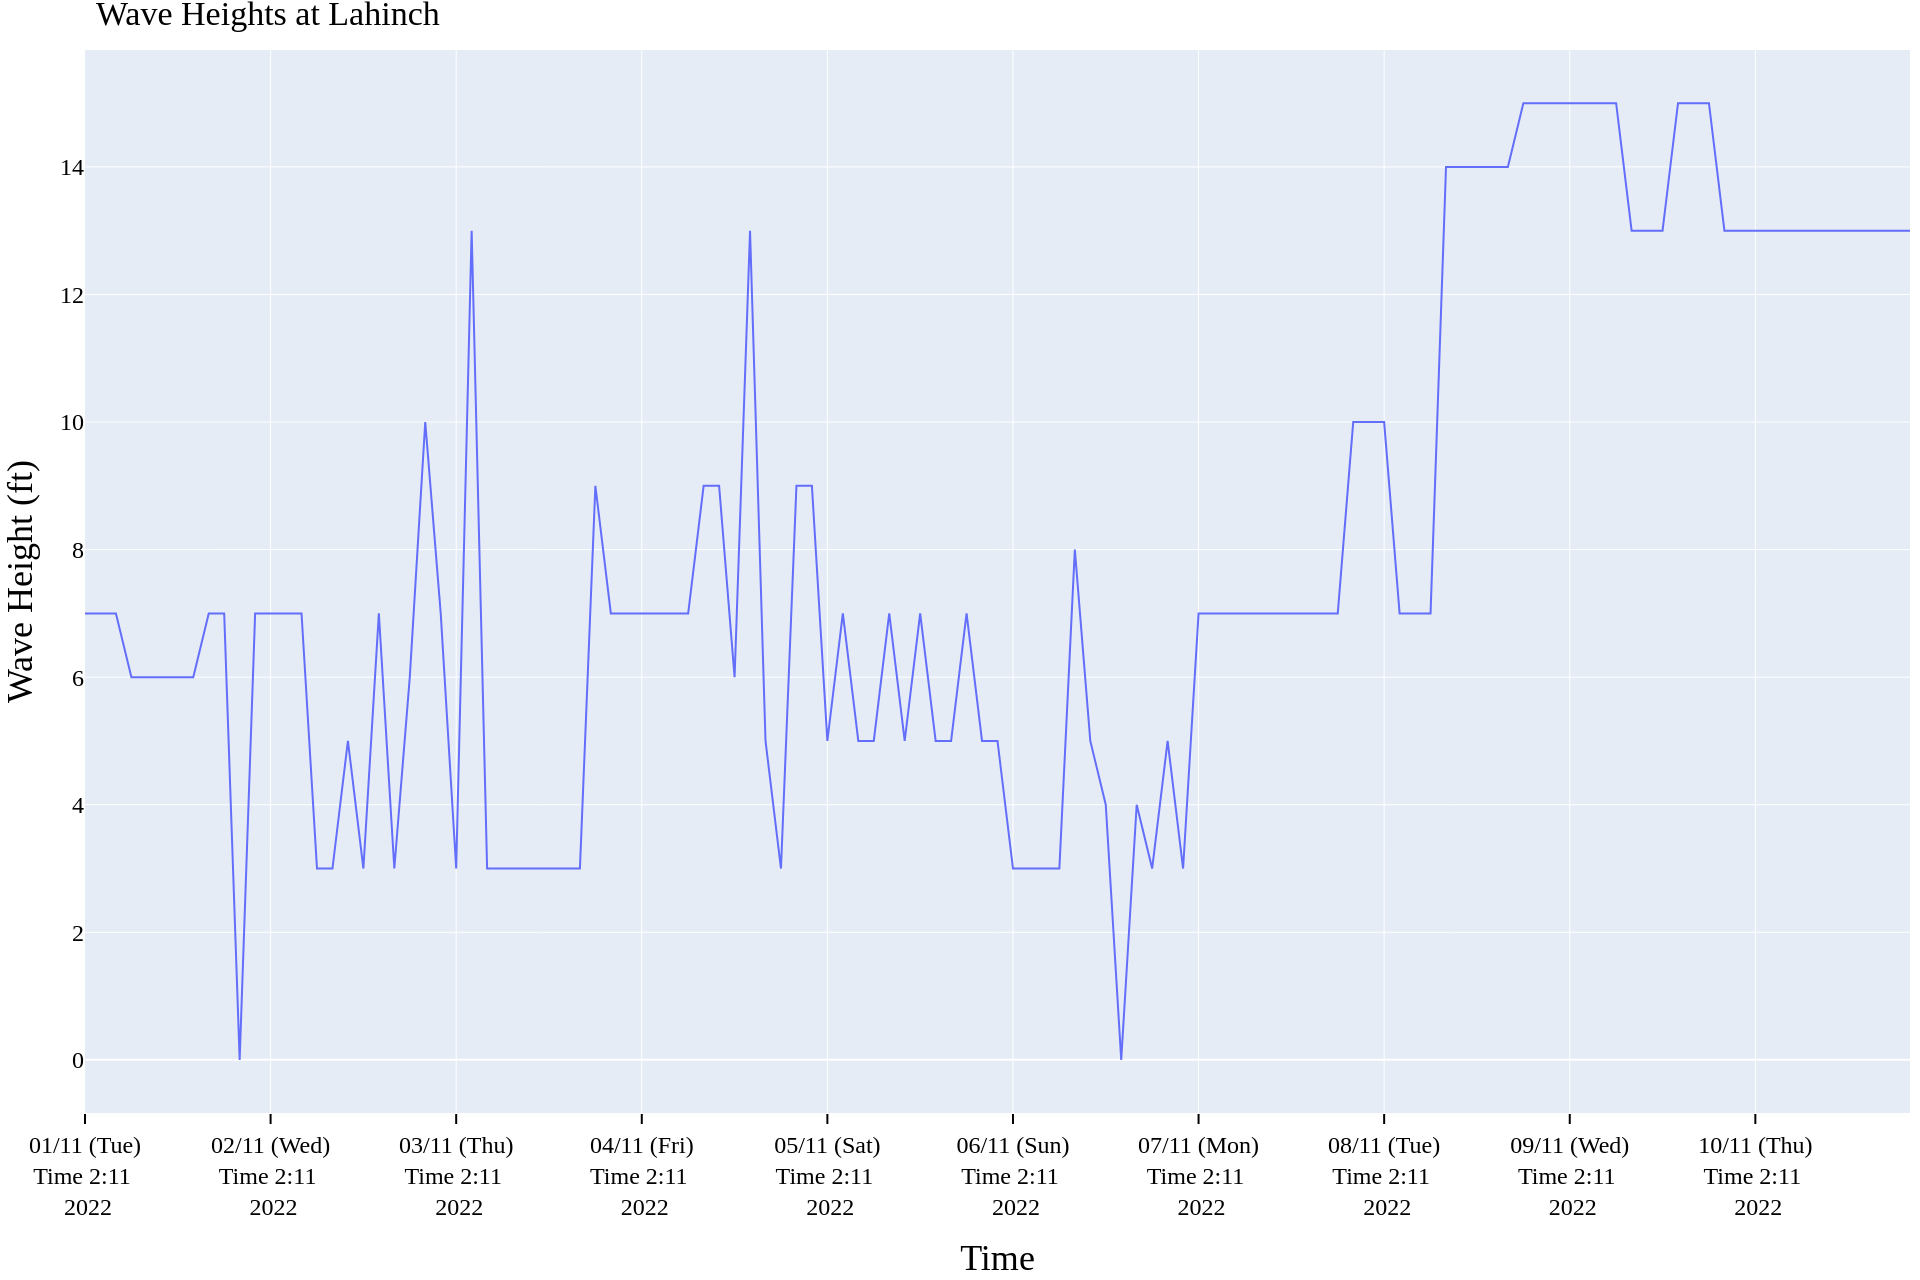 Wave Heights at Lahinch
Wave Height (ft)
14
12
10
8
6
4
2
0
01/11 (Tue)
Time 2:11
2022
02/11 (Wed)
Time 2:11
2022
03/11 (Thu)
Time 2:11
2022
04/11 (Fri)
Time 2:11
2022
05/11 (Sat)
Time 2:11
2022
06/11 (Sun)
Time 2:11
2022
07/11 (Mon)
Time 2:11
2022
08/11 (Tue)
Time 2:11
2022
09/11 (Wed)
Time 2:11
2022
10/11 (Thu)
Time 2:11
2022
Time